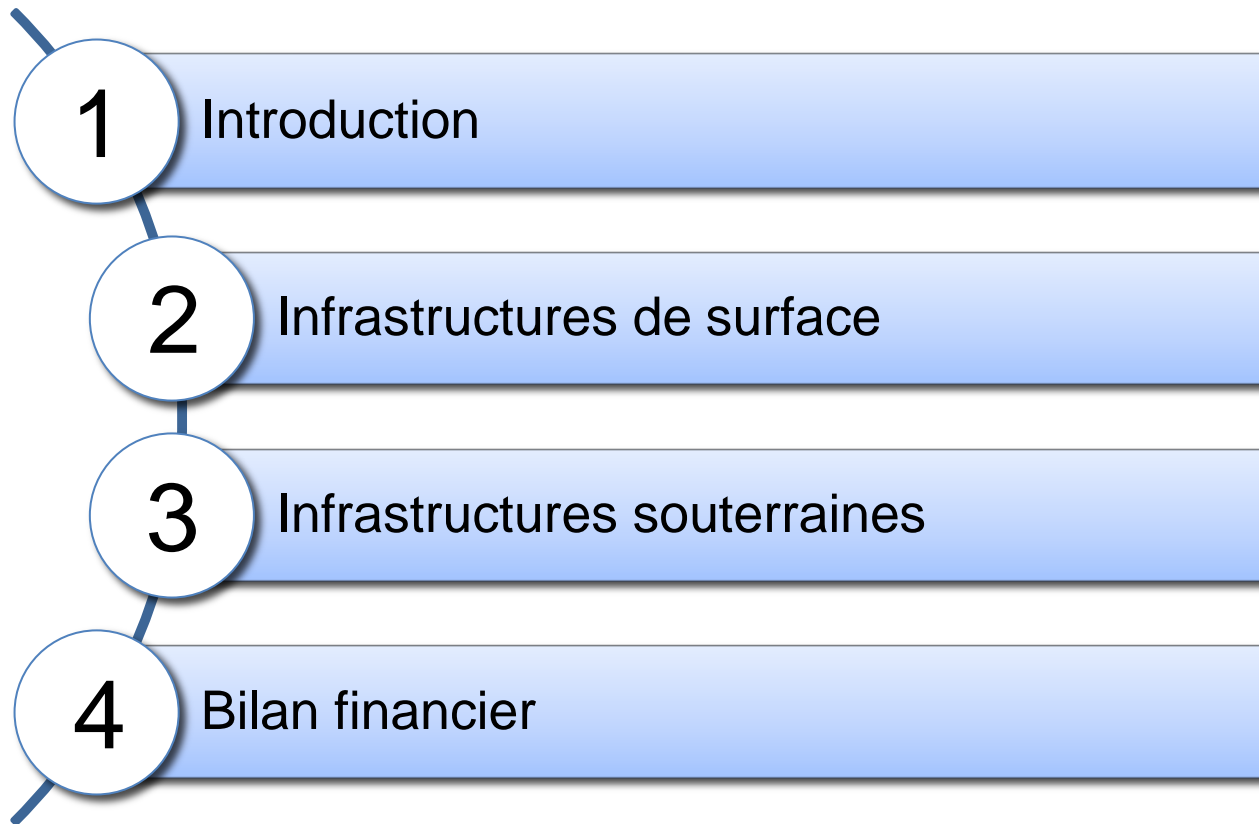 1 Introduction
2 Infrastructures de surface
3 Infrastructures souterraines
4 Bilan financier